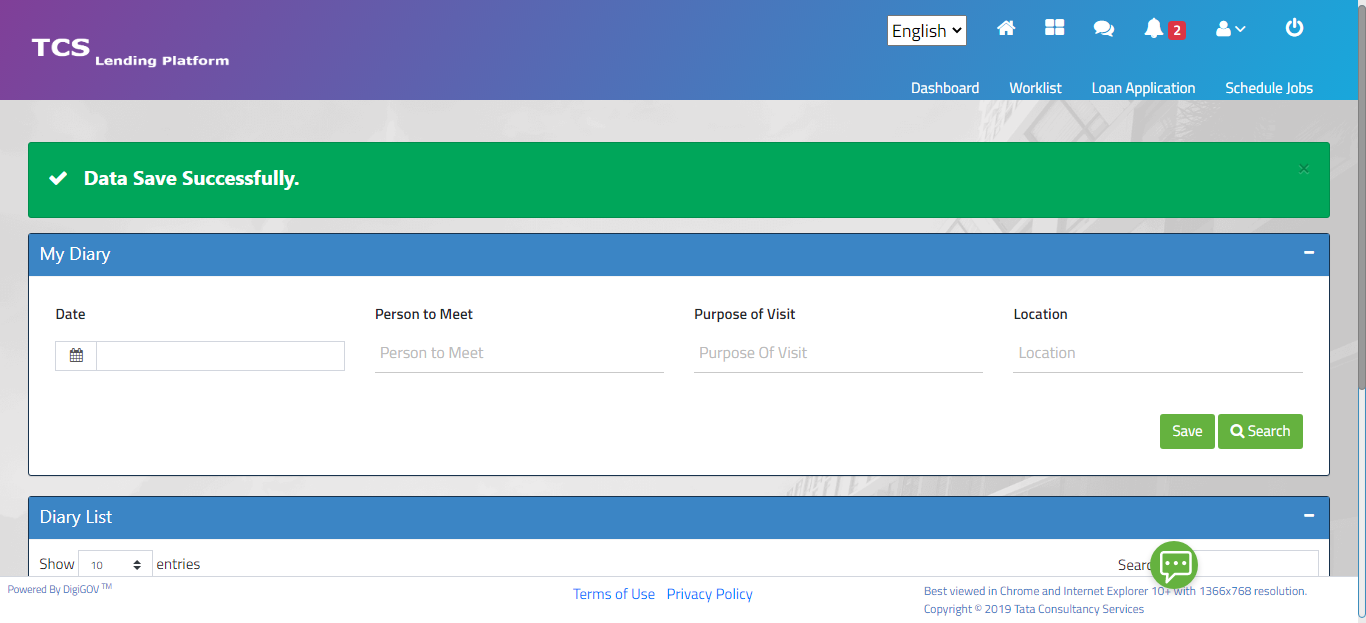 TCS Lending Platform
English
2
Dashboard Worklist Loan Application Schedule Jobs
Data Save Successfully.
×
My Diary
Date Person to Meet Purpose of Visit Location
Person to Meet Purpose Of Visit Location
Save Search
Diary List
Show 10 entries
Powered By DigiGOV TM
Terms of Use Privacy Policy
Best viewed in Chrome and Internet Explorer 10+ with 1366x768 resolution.
Copyright © 2019 Tata Consultancy Services